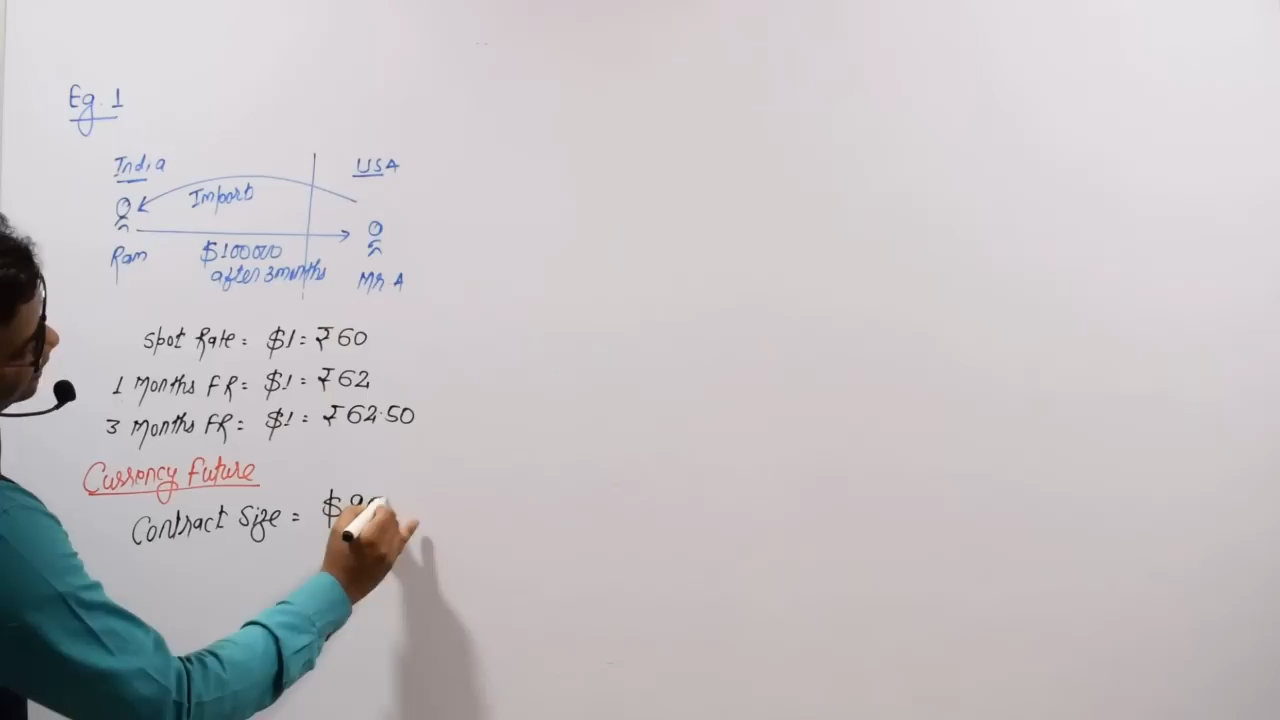 Eg. 1
India USA
Import
$100000
after 3 months
Ram Mr A
Spot Rate = $1 = ₹60
1 Months FR = $1 = ₹62
3 Months FR = $1 = ₹62.50
Currency Future
Contract Size = $